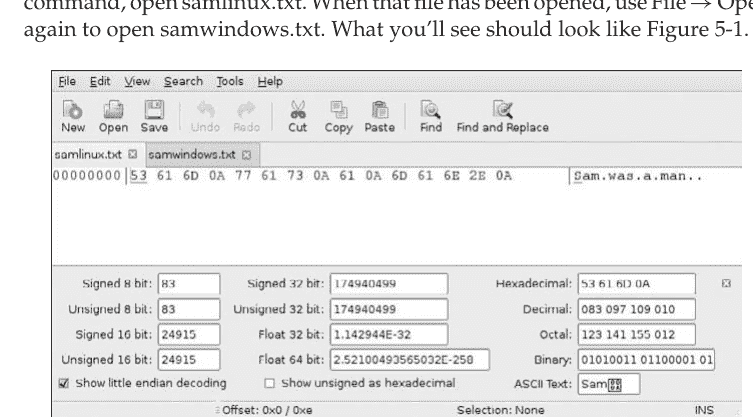 command, open samlinux.txt. When that file has been opened, use File → Ope
again to open samwindows.txt. What you'll see should look like Figure 5-1.
File Edit View Search Tools Help
New Open Save Undo Redo Cut Copy Paste Find Find and Replace
samlinux.txt samwindows.txt
00000000 53 61 6D 0A 77 61 73 0A 61 0A 6D 61 6E 2E 0A Sam.was.a.man..
Signed 8 bit: 83 Signed 32 bit: 174940499 Hexadecimal: 53 61 6D 0A
Unsigned 8 bit: 83 Unsigned 32 bit: 174940499 Decimal: 083 097 109 010
Signed 16 bit: 24915 Float 32 bit: 1.142944E-32 Octal: 123 141 155 012
Unsigned 16 bit: 24915 Float 64 bit: 2.52100493565032E-258 Binary: 01010011 01100001 01
Show little endian decoding Show unsigned as hexadecimal ASCII Text: Sam
Offset: 0x0 / 0xe Selection: None INS